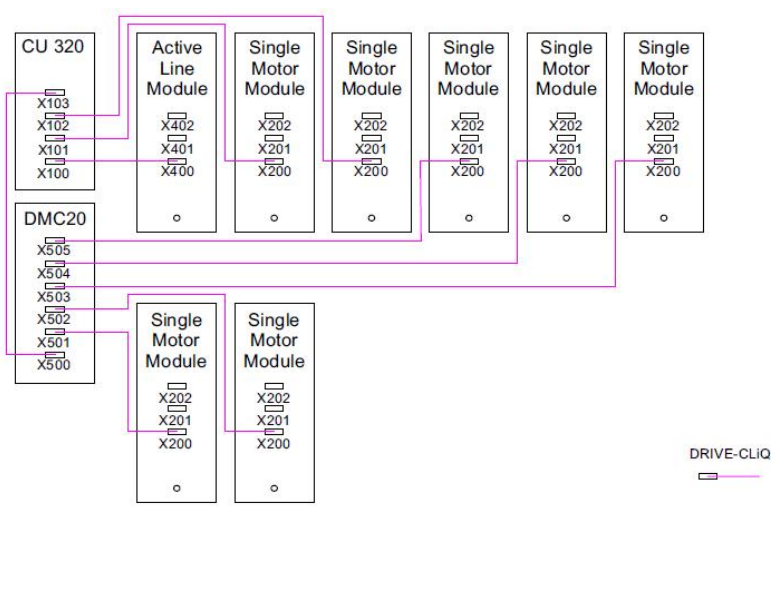 CU 320
X103
X102
X101
X100
Active
Line
Module
X402
X401
X400
Single
Motor
Module
X202
X201
X200
Single
Motor
Module
X202
X201
X200
Single
Motor
Module
X202
X201
X200
Single
Motor
Module
X202
X201
X200
Single
Motor
Module
X202
X201
X200
DMC20
X505
X504
X503
X502
X501
X500
Single
Motor
Module
X202
X201
X200
Single
Motor
Module
X202
X201
X200
DRIVE-CLiQ